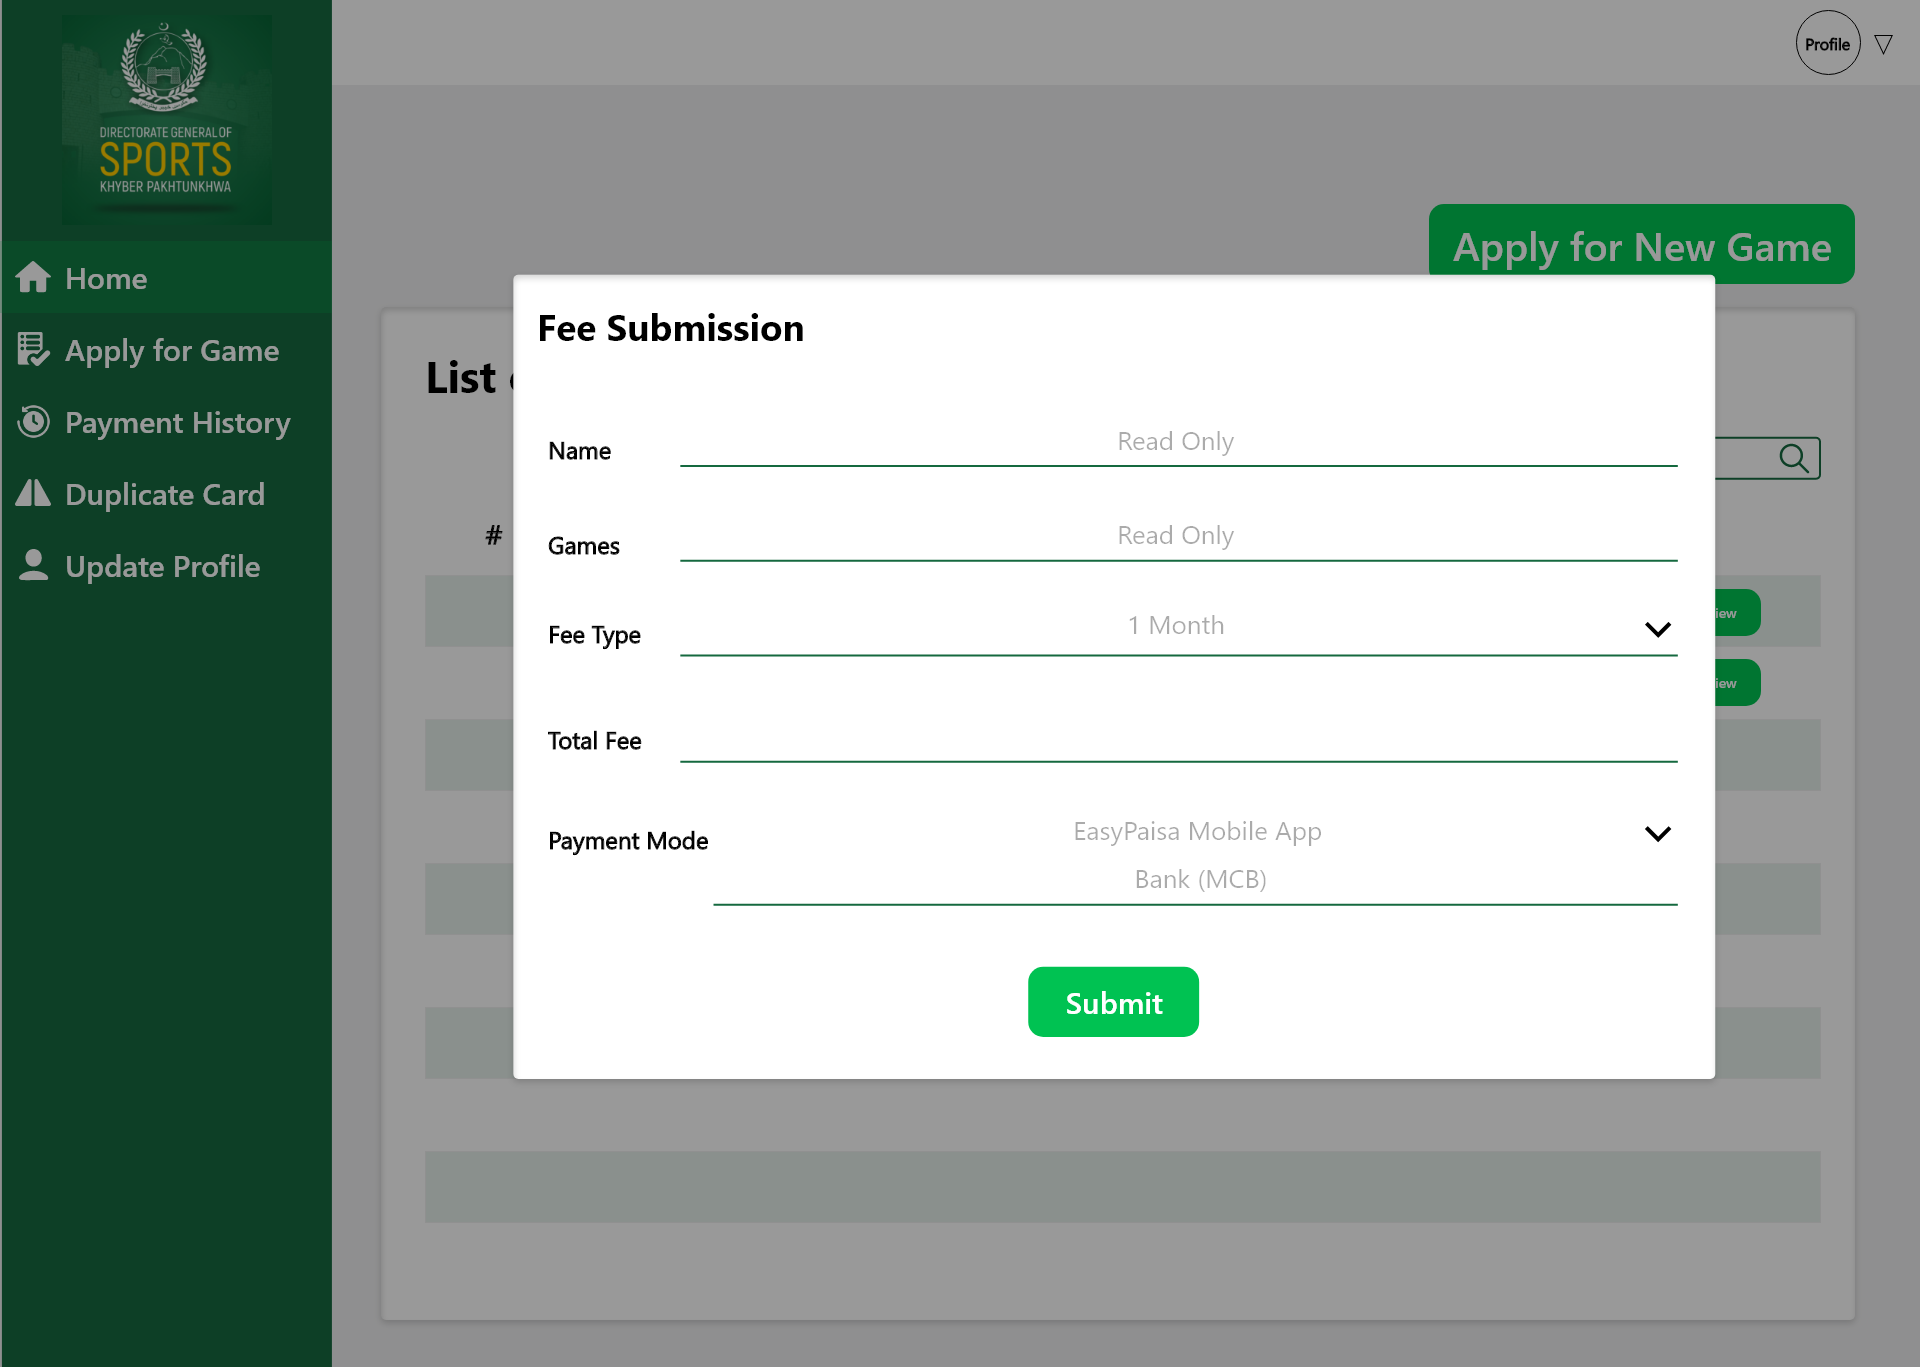 DIRECTORATE GENERAL OF
SPORTS
KHYBER PAKHTUNKHWA
Home
Apply for Game
Payment History
Duplicate Card
Update Profile
Profile
Apply for New Game
List
#
Fee Submission
Name
Read Only
Games
Read Only
Fee Type
1 Month
Total Fee
Payment Mode
EasyPaisa Mobile App
Bank (MCB)
Submit
iew
iew